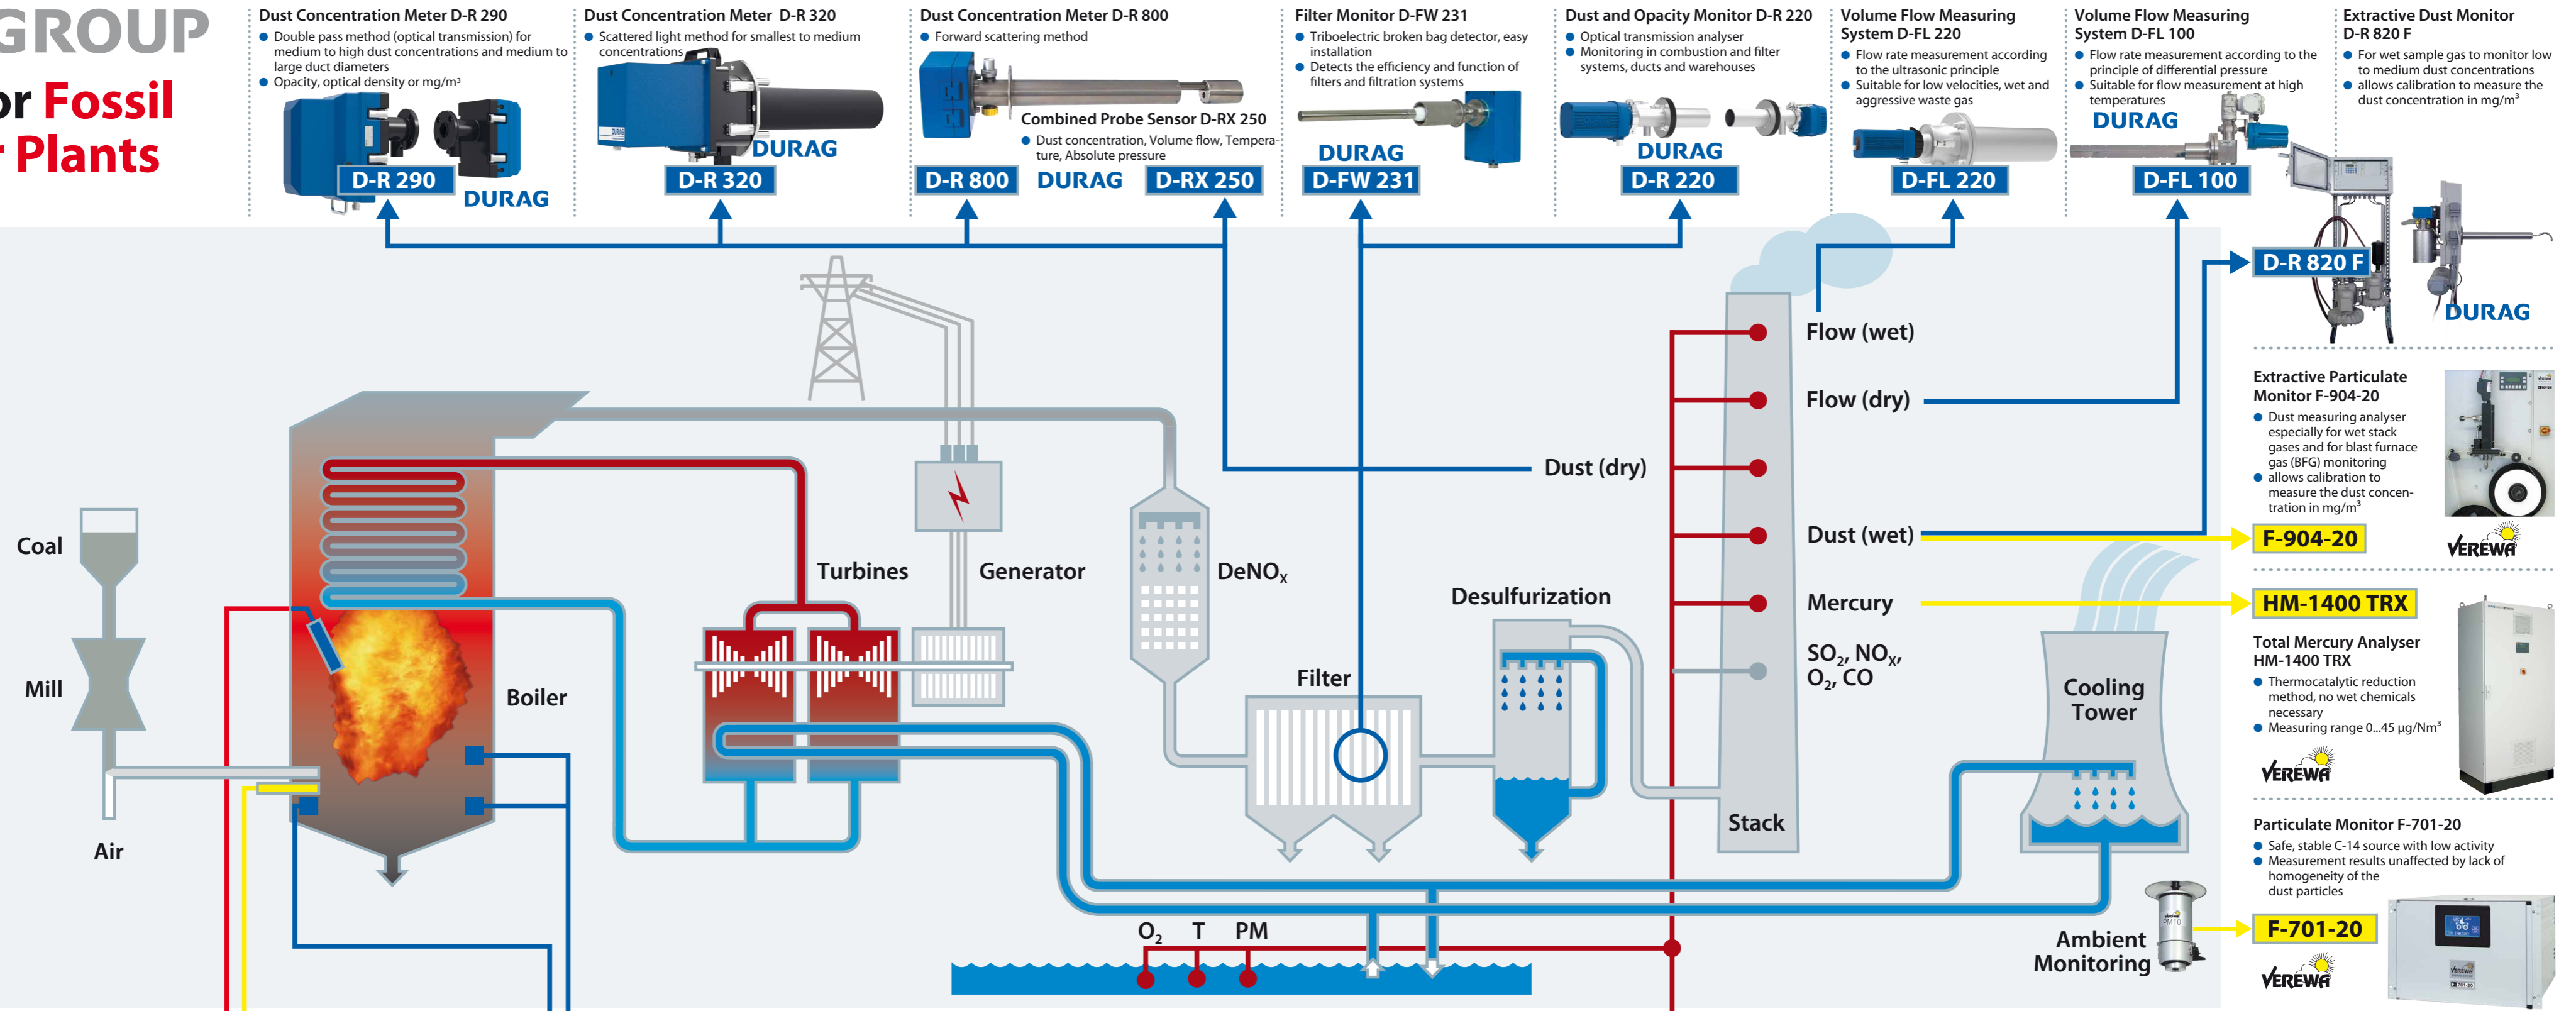 GROUP
or Fossil
r Plants
Dust Concentration Meter D-R 290
Double pass method (optical transmission) for
medium to high dust concentrations and medium to
large duct diameters
Opacity, optical density or mg/m³
D-R 290
DURAG
Dust Concentration Meter D-R 320
Scattered light method for smallest to medium
concentrations
DURAG
D-R 320
Dust Concentration Meter D-R 800
Forward scattering method
Combined Probe Sensor D-RX 250
Dust concentration, Volume flow, Tempera-
ture, Absolute pressure
D-R 800
DURAG
D-RX 250
Filter Monitor D-FW 231
Triboelectric broken bag detector, easy
installation
Detects the efficiency and function of
filters and filtration systems
DURAG
D-FW 231
Dust and Opacity Monitor D-R 220
Optical transmission analyser
Monitoring in combustion and filter
systems, ducts and warehouses
DURAG
D-R 220
Volume Flow Measuring
System D-FL 220
Flow rate measurement according
to the ultrasonic principle
Suitable for low velocities, wet and
aggressive waste gas
D-FL 220
Volume Flow Measuring
System D-FL 100
Flow rate measurement according to the
principle of differential pressure
Suitable for flow measurement at high
temperatures
DURAG
D-FL 100
Extractive Dust Monitor
D-R 820 F
For wet sample gas to monitor low
to medium dust concentrations
allows calibration to measure the
dust concentration in mg/m³
D-R 820 F
DURAG
Extractive Particulate
Monitor F-904-20
Dust measuring analyser
especially for wet stack
gases and for blast furnace
gas (BFG) monitoring
allows calibration to
measure the dust concen-
tration in mg/m³
F-904-20
VEREWA
HM-1400 TRX
Total Mercury Analyser
HM-1400 TRX
Thermocatalytic reduction
method, no wet chemicals
necessary
Measuring range 0...45 µg/Nm³
VEREWA
Particulate Monitor F-701-20
Safe, stable C-14 source with low activity
Measurement results unaffected by lack of
homogeneity of the
dust particles
F-701-20
VEREWA
Flow (wet)
Flow (dry)
Dust (dry)
Dust (wet)
Mercury
SO₂, NOₓ,
O₂, CO
Coal
Mill
Air
Boiler
Turbines
Generator
DeNOₓ
Filter
Desulfurization
Stack
Cooling
Tower
O₂ T PM
Ambient
Monitoring
PM10